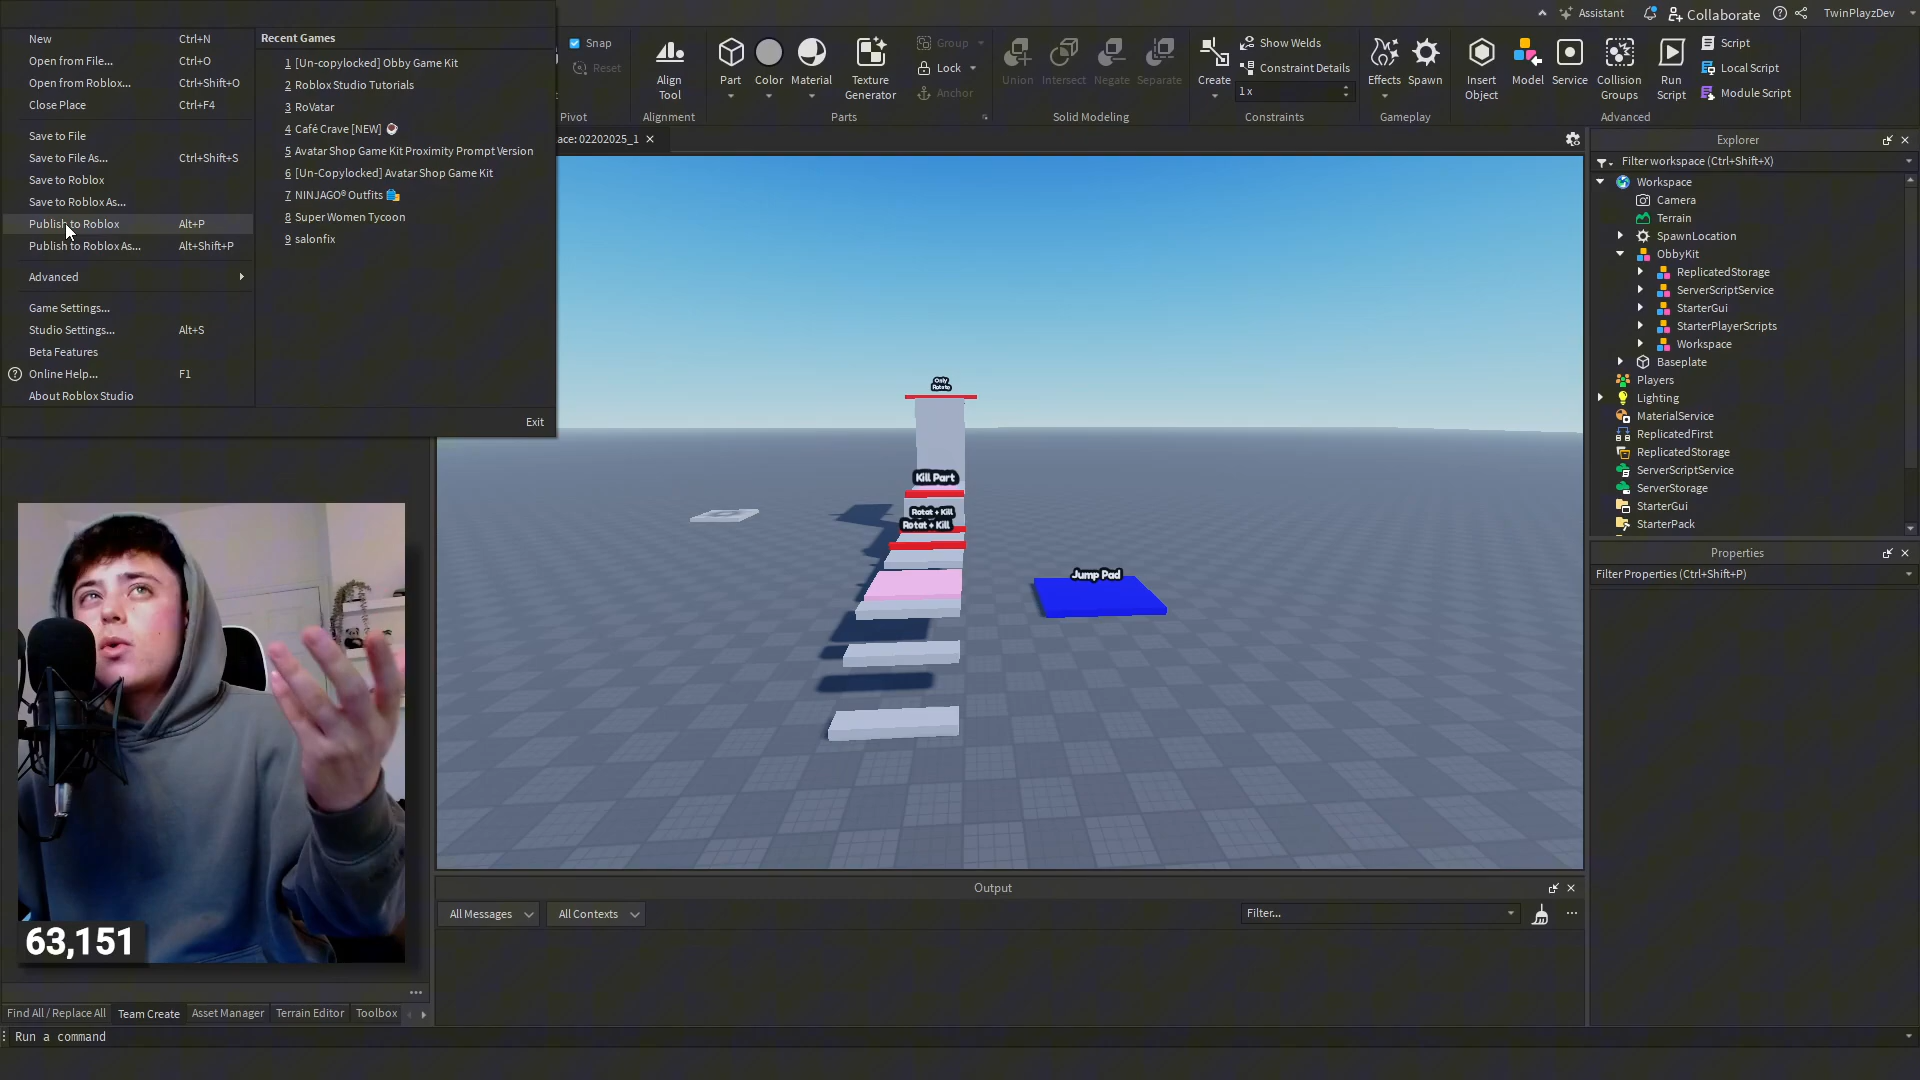 Assistant
Collaborate
TwinPlayzDev
New Ctrl+N
Open from File... Ctrl+O
Open from Roblox... Ctrl+Shift+O
Close Place Ctrl+F4
Save to File
Save to File As... Ctrl+Shift+S
Save to Roblox
Save to Roblox As...
Publish to Roblox Alt+P
Publish to Roblox As... Alt+Shift+P
Advanced
Game Settings...
Studio Settings... Alt+S
Beta Features
Online Help... F1
About Roblox Studio
Recent Games
1 [Un-copylocked] Obby Game Kit
2 Roblox Studio Tutorials
3 RoVatar
4 Café Crave [NEW]
5 Avatar Shop Game Kit Proximity Prompt Version
6 [Un-Copylocked] Avatar Shop Game Kit
7 NINJAGO® Outfits 🛍️
8 Super Women Tycoon
9 salonfix
Exit
Snap
Reset
Pivot
Align Tool
Alignment
Part
Color
Material
Texture Generator
Group
Lock
Anchor
Parts
Union
Intersect
Negate
Separate
Solid Modeling
Create
Show Welds
Constraint Details
1 x
Constraints
Effects
Spawn
Gameplay
Insert Object
Model
Service
Collision Groups
Run Script
Script
Local Script
Module Script
Advanced
ace: 02202025_1
Only
Rotate
Kill Part
Rotat + Kill
Rotat + Kill
Jump Pad
Explorer
Filter workspace (Ctrl+Shift+X)
Workspace
Camera
Terrain
SpawnLocation
ObbyKit
ReplicatedStorage
ServerScriptService
StarterGui
StarterPlayerScripts
Workspace
Baseplate
Players
Lighting
MaterialService
ReplicatedFirst
ReplicatedStorage
ServerScriptService
ServerStorage
StarterGui
StarterPack
Properties
Filter Properties (Ctrl+Shift+P)
Output
All Messages
All Contexts
Filter...
63,151
Find All / Replace All
Team Create
Asset Manager
Terrain Editor
Toolbox
Run a command